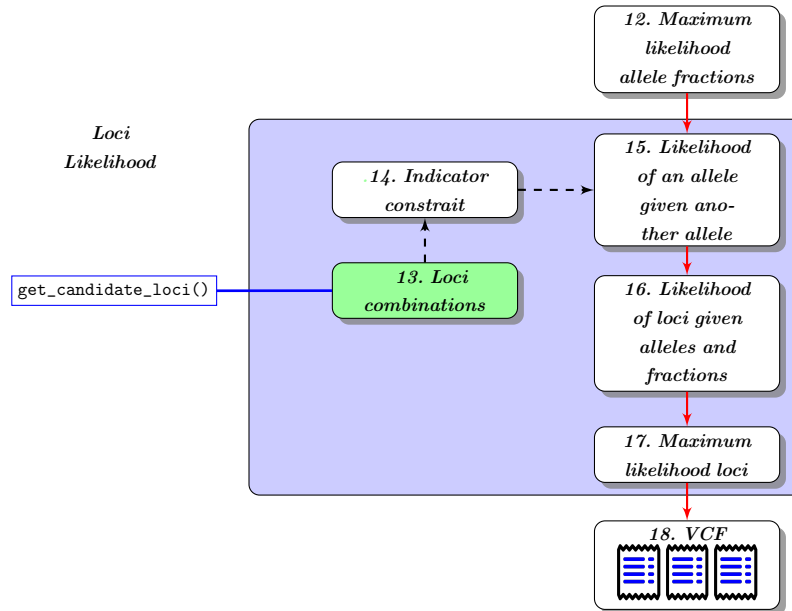 12. Maximum
likelihood
allele fractions
Loci
Likelihood
15. Likelihood
of an allele
given ano-
ther allele
14. Indicator
constrait
13. Loci
combinations
get_candidate_loci()
16. Likelihood
of loci given
alleles and
fractions
17. Maximum
likelihood loci
18. VCF